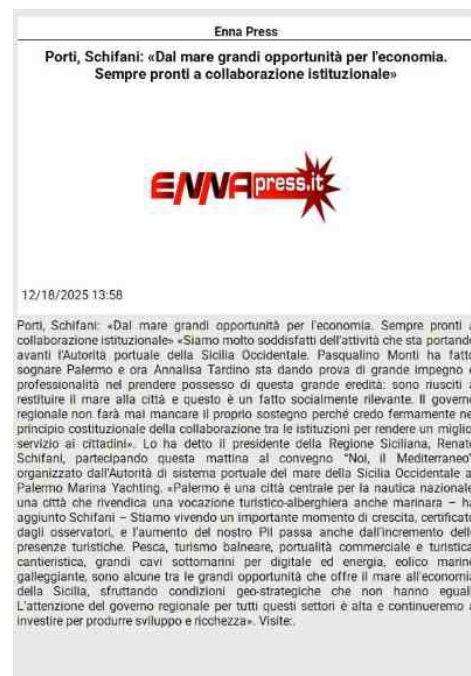 Enna Press
Porti, Schifani: «Dal mare grandi opportunità per l'economia.
Sempre pronti a collaborazione istituzionale»
ENNApress.it
12/18/2025 13:58
Porti, Schifani: «Dal mare grandi opportunità per l'economia. Sempre pronti a
collaborazione istituzionale» «Siamo molto soddisfatti dell'attività che sta portando
avanti l'Autorità portuale della Sicilia Occidentale. Pasqualino Monti ha fatto
sognare Palermo e ora Annalisa Tardino sta dando prova di grande impegno e
professionalità nel prendere possesso di questa grande eredità: sono riusciti a
restituire il mare alla città e questo è un fatto socialmente rilevante. Il governo
regionale non farà mai mancare il proprio sostegno perché credo fermamente ne
principio costituzionale della collaborazione tra le istituzioni per rendere un miglio
servizio ai cittadini». Lo ha detto il presidente della Regione Siciliana, Renato
Schifani, partecipando questa mattina al convegno "Noi, il Mediterraneo"
organizzato dall'Autorità di sistema portuale del mare della Sicilia Occidentale a
Palermo Marina Yachting. «Palermo è una città centrale per la nautica nazionale
una città che rivendica una vocazione turistico-alberghiera anche marinara – ha
aggiunto Schifani – Stiamo vivendo un importante momento di crescita, certificato
dagli osservatori, e l'aumento del nostro Pil passa anche dall'incremento delle
presenze turistiche. Pesca, turismo balneare, portualità commerciale e turistica
cantieristica, grandi cavi sottomarini per digitale ed energia, eolico marino
galleggiante, sono alcune tra le grandi opportunità che offre il mare all'economia
della Sicilia, sfruttando condizioni geo-strategiche che non hanno eguali
L'attenzione del governo regionale per tutti questi settori è alta e continueremo a
investire per produrre sviluppo e ricchezza». Visite:.